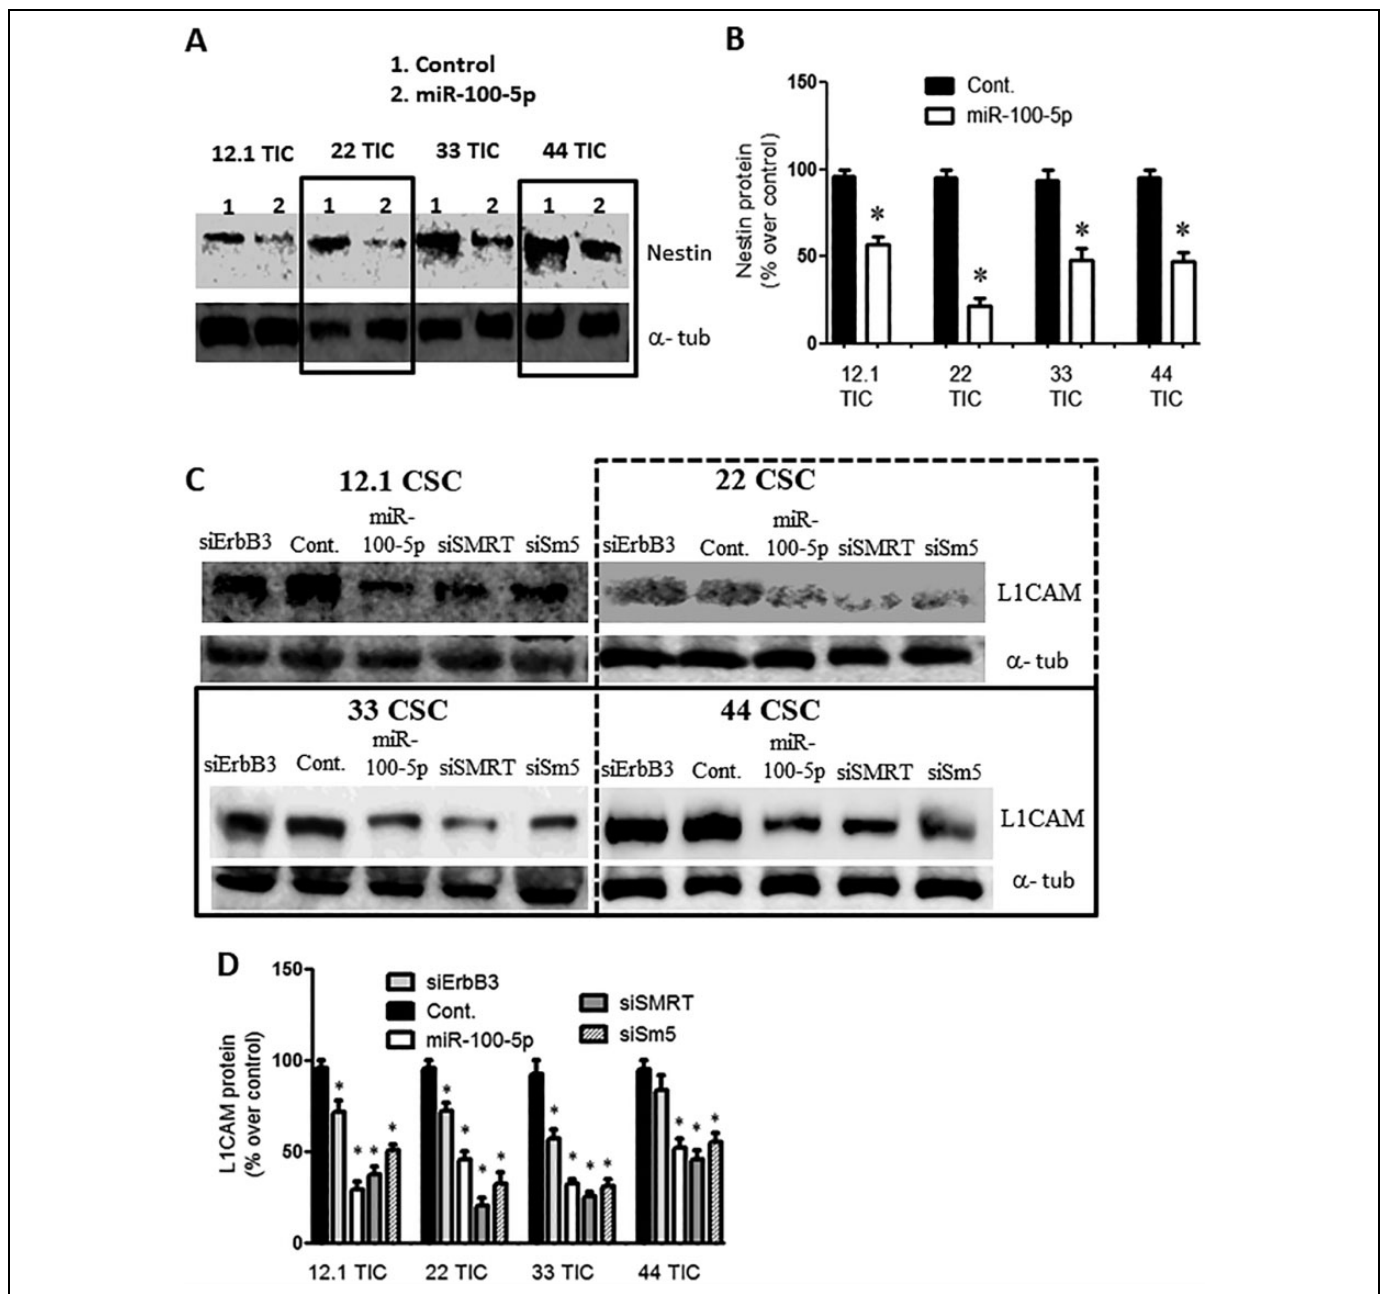 A
1. Control
2. miR-100-5p
12.1 TIC 22 TIC 33 TIC 44 TIC
1 2 1 2 1 2 1 2
Nestin
α- tub
B
Cont.
miR-100-5p
Nestin protein
(% over control)
150
100
50
0
12.1 22 33 44
TIC TIC TIC TIC
C
12.1 CSC
siErbB3 Cont. miR-100-5p siSMRT siSm5
22 CSC
siErbB3 Cont. miR-100-5p siSMRT siSm5
L1CAM
α- tub
33 CSC
siErbB3 Cont. miR-100-5p siSMRT siSm5
44 CSC
siErbB3 Cont. miR-100-5p siSMRT siSm5
L1CAM
α- tub
D
siErbB3
Cont.
miR-100-5p
siSMRT
siSm5
L1CAM protein
(% over control)
150
100
50
0
12.1 TIC 22 TIC 33 TIC 44 TIC